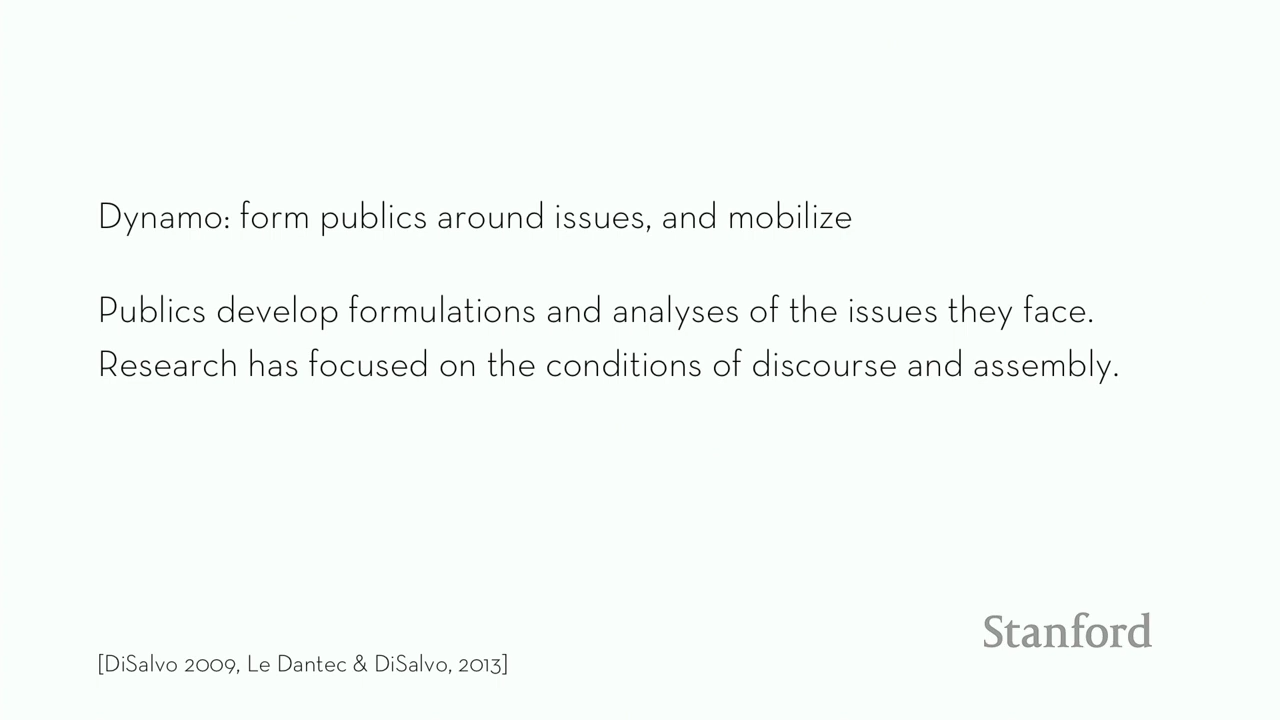 Dynamo: form publics around issues, and mobilize
Publics develop formulations and analyses of the issues they face.
Research has focused on the conditions of discourse and assembly.
Stanford
[DiSalvo 2009, Le Dantec & DiSalvo, 2013]